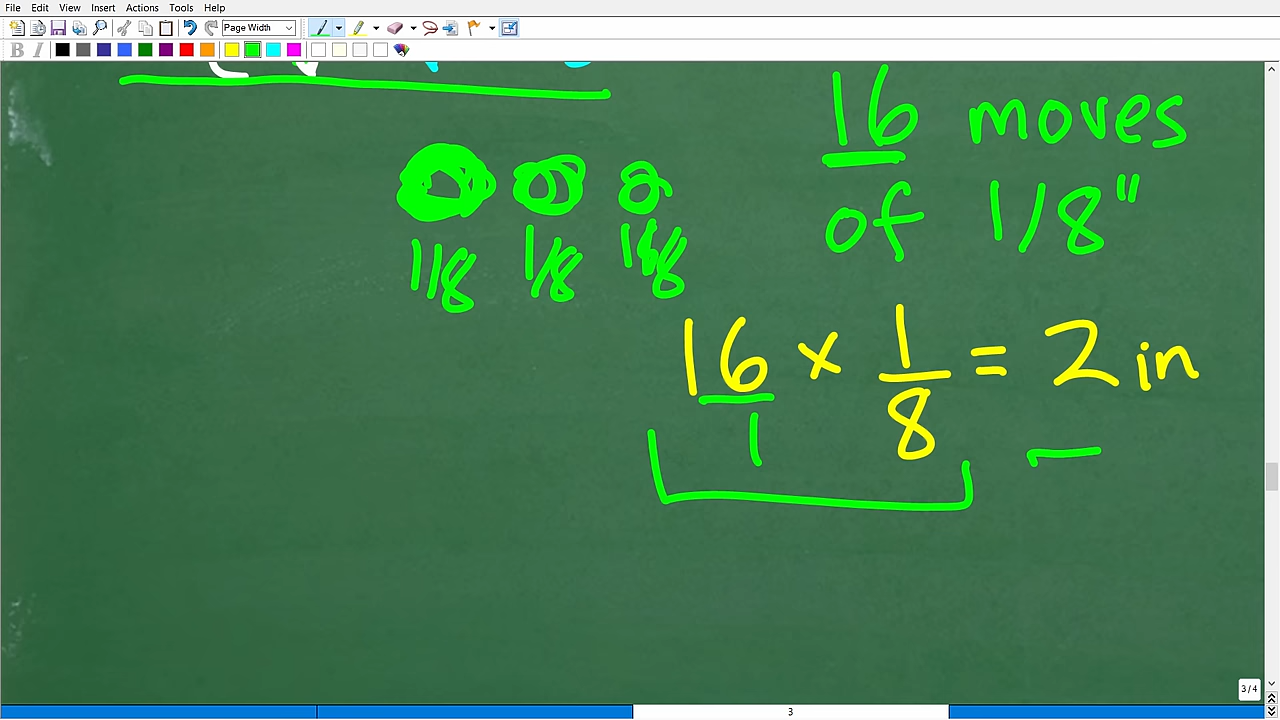 File Edit View Insert Actions Tools Help
Page Width
B I
16 moves
of 1/8"
1/8 1/8 1/8
16 × 1/8 = 2 in
1
3/4
3